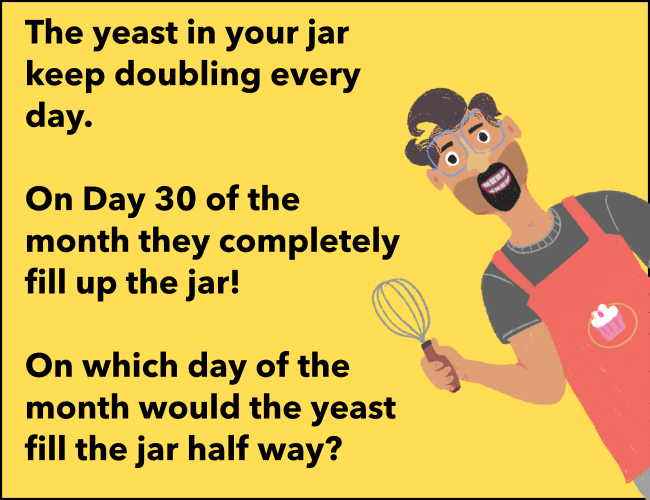 The yeast in your jar
keep doubling every
day.
On Day 30 of the
month they completely
fill up the jar!
On which day of the
month would the yeast
fill the jar half way?